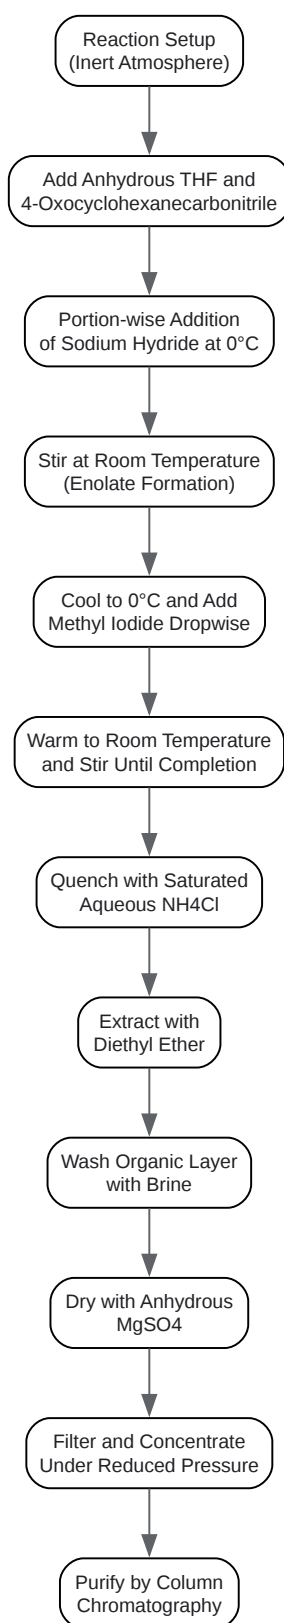 Reaction Setup
(Inert Atmosphere)
Add Anhydrous THF and
4-Oxocyclohexanecarbonitrile
Portion-wise Addition
of Sodium Hydride at 0°C
Stir at Room Temperature
(Enolate Formation)
Cool to 0°C and Add
Methyl Iodide Dropwise
Warm to Room Temperature
and Stir Until Completion
Quench with Saturated
Aqueous NH4Cl
Extract with
Diethyl Ether
Wash Organic Layer
with Brine
Dry with Anhydrous
MgSO4
Filter and Concentrate
Under Reduced Pressure
Purify by Column
Chromatography